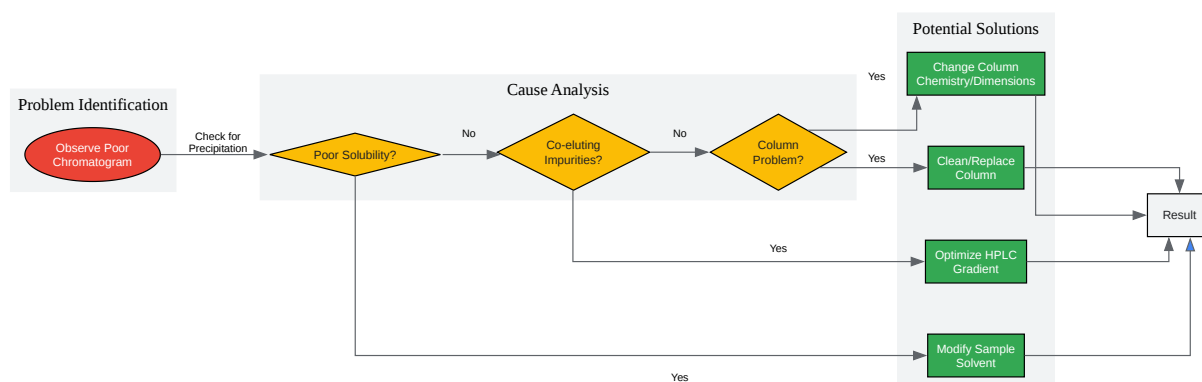 Problem Identification
Observe Poor
Chromatogram
Check for
Precipitation
Cause Analysis
Poor Solubility?
No
Co-eluting
Impurities?
No
Column
Problem?
Yes
Yes
Yes
Yes
Potential Solutions
Change Column
Chemistry/Dimensions
Clean/Replace
Column
Optimize HPLC
Gradient
Modify Sample
Solvent
Result